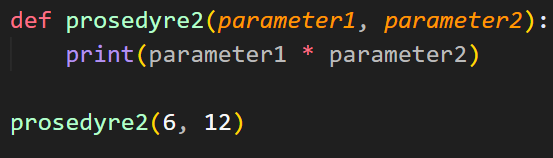 def prosedyre2(parameter1, parameter2):
    print(parameter1 * parameter2)
prosedyre2(6, 12)